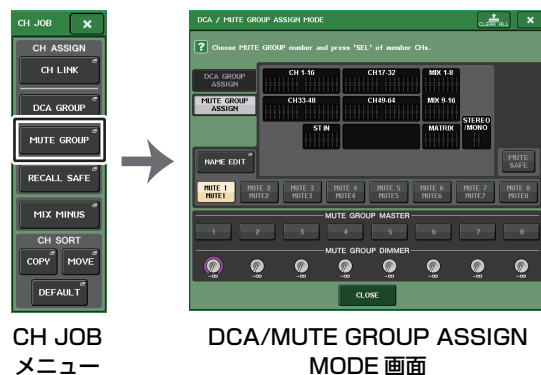 CH JOB
CH ASSIGN
CH LINK
DCA GROUP
MUTE GROUP
RECALL SAFE
MIX MINUS
CH SORT
COPY MOVE
DEFAULT
CH JOB
メニュー
DCA / MUTE GROUP ASSIGN MODE
CLEAR ALL
? Choose MUTE GROUP number and press 'SEL' of member CHs.
DCA GROUP
ASSIGN
MUTE GROUP
ASSIGN
CH 1-16 CH17-32 MIX 1-8
CH33-48 CH49-64 MIX 9-16
ST IN MATRIX STEREO
/MONO
NAME EDIT
MUTE
SAFE
MUTE 1 MUTE 2 MUTE 3 MUTE 4 MUTE 5 MUTE 6 MUTE 7 MUTE 8
MUTE1 MUTE2 MUTE3 MUTE4 MUTE5 MUTE6 MUTE7 MUTE8
MUTE GROUP MASTER
1 2 3 4 5 6 7 8
MUTE GROUP DIMMER
-∞ -∞ -∞ -∞ -∞ -∞ -∞ -∞
CLOSE
DCA/MUTE GROUP ASSIGN
MODE 画面